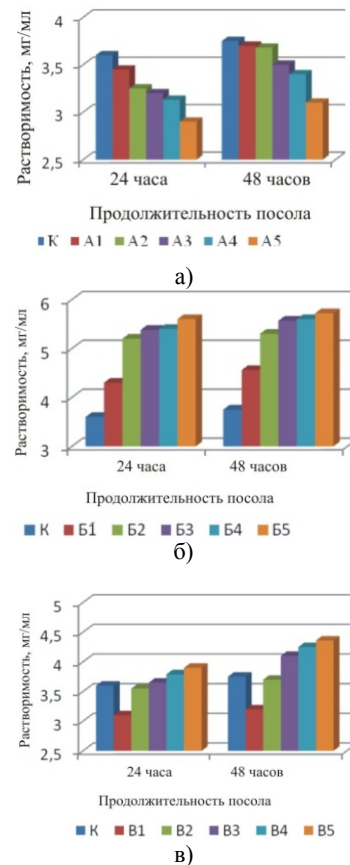 Растворимость, мг/мл
4
3,5
3
2,5
24 часа 48 часов
Продолжительность посола
К А1 А2 А3 А4 А5
а)
Растворимость, мг/мл
6
5
4
3
24 часа 48 часов
Продолжительность посола
К Б1 Б2 Б3 Б4 Б5
б)
Растворимость, мг/мл
5
4,5
4
3,5
3
2,5
24 часа 48 часов
Продолжительность посола
К В1 В2 В3 В4 В5
в)